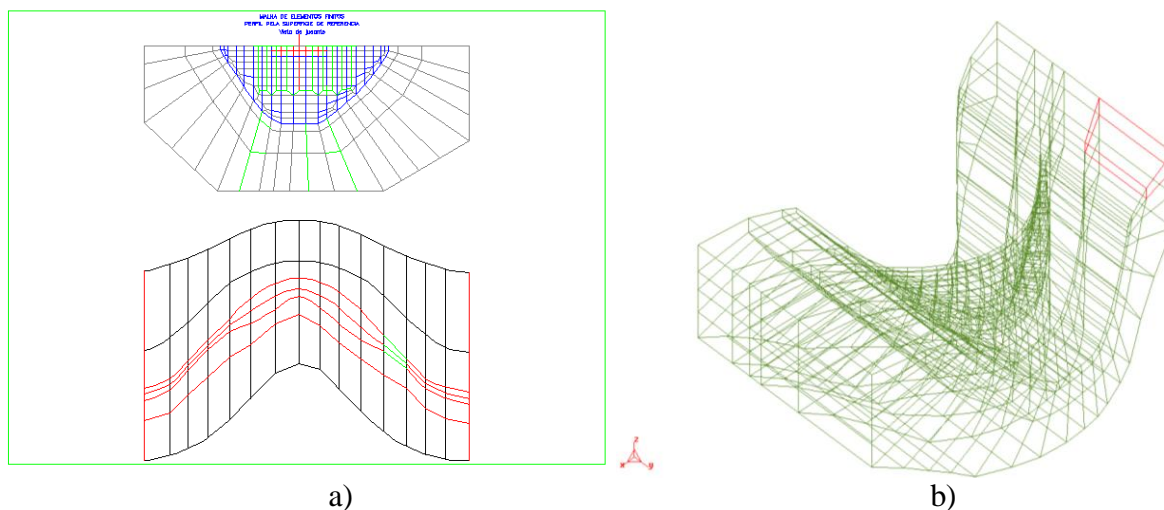 MALHA DE ELEMENTOS FINITOS
PERFIL PELA SUPERFICIE DE REFERENCIA
Vista de jusante
z
x
y
a)
b)